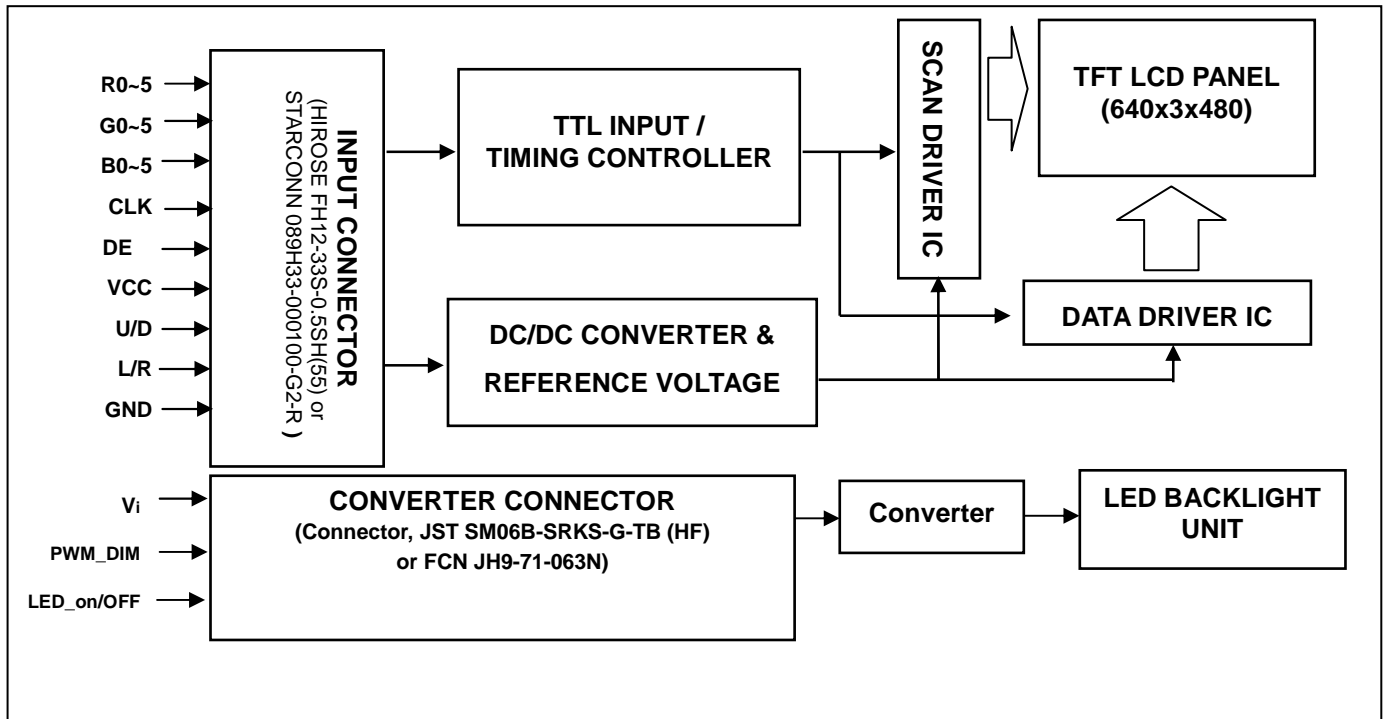 R0~5
G0~5
B0~5
CLK
DE
VCC
U/D
L/R
GND
INPUT CONNECTOR
(HIROSE FH12-33S-0.5SH(55) or
STARCONN 089H33-000100-G2-R )
TTL INPUT /
TIMING CONTROLLER
DC/DC CONVERTER &
REFERENCE VOLTAGE
SCAN DRIVER IC
TFT LCD PANEL
(640x3x480)
DATA DRIVER IC
Vi
PWM_DIM
LED_on/OFF
CONVERTER CONNECTOR
(Connector, JST SM06B-SRKS-G-TB (HF)
or FCN JH9-71-063N)
Converter
LED BACKLIGHT
UNIT